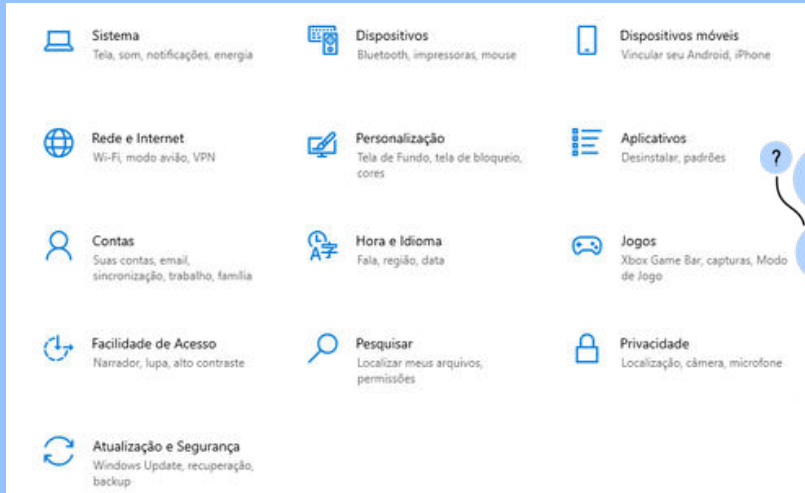 Sistema
Tela, som, notificações, energia
Dispositivos
Bluetooth, impressoras, mouse
Dispositivos móveis
Vincular seu Android, iPhone
Rede e Internet
Wi-Fi, modo avião, VPN
Personalização
Tela de Fundo, tela de bloqueio,
cores
Aplicativos
Desinstalar, padrões
?
Contas
Suas contas, email,
sincronização, trabalho, família
Hora e Idioma
Fala, região, data
Jogos
Xbox Game Bar, capturas, Modo
de Jogo
Facilidade de Acesso
Narrador, lupa, alto contraste
Pesquisar
Localizar meus arquivos,
permissões
Privacidade
Localização, câmera, microfone
Atualização e Segurança
Windows Update, recuperação,
backup